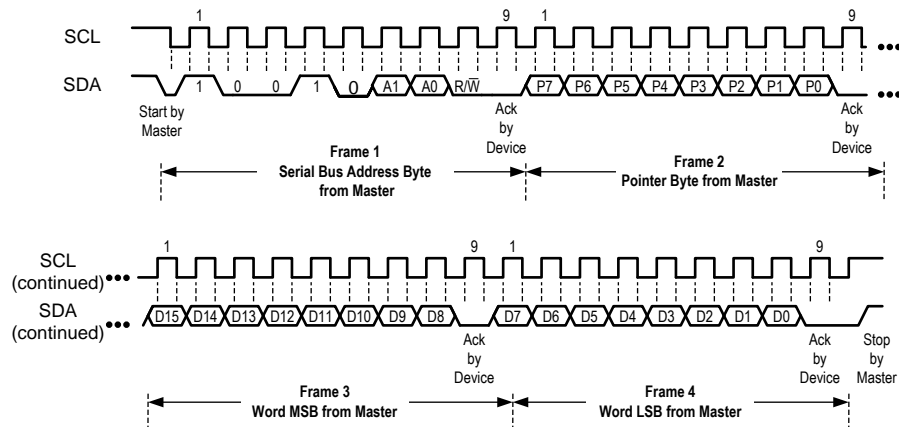 1 9 1 9
SCL
SDA 1 0 0 1 0 A1 A0 R/W̅ P7 P6 P5 P4 P3 P2 P1 P0
Start by
Master
Ack
by
Device
Ack
by
Device
Frame 1
Serial Bus Address Byte
from Master
Frame 2
Pointer Byte from Master
1 9 1 9
SCL
(continued)
SDA
(continued)
D15 D14 D13 D12 D11 D10 D9 D8 D7 D6 D5 D4 D3 D2 D1 D0
Ack
by
Device
Ack
by
Device
Stop
by
Master
Frame 3
Word MSB from Master
Frame 4
Word LSB from Master